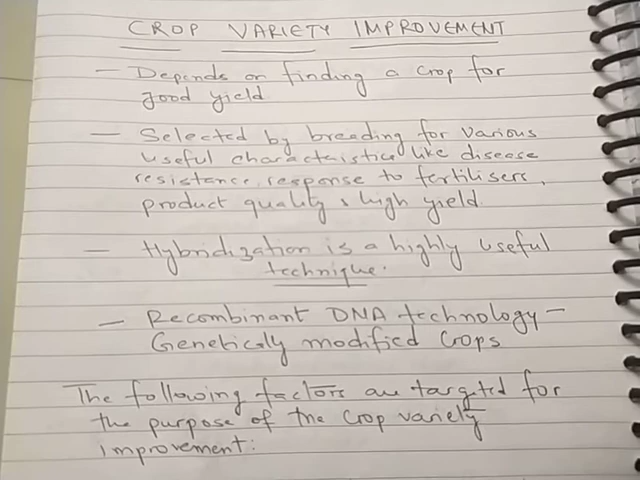 CROP VARIETY IMPROVEMENT
- Depends on finding a crop for
good yield
- Selected by breading for various
useful characteristics like disease
resistance, response to fertilisers,
product quality & high yield.
- Hybridization is a highly useful
technique.
- Recombinant DNA technology -
Genetically modified crops
The following factors are targeted for
the purpose of the crop variety
improvement: